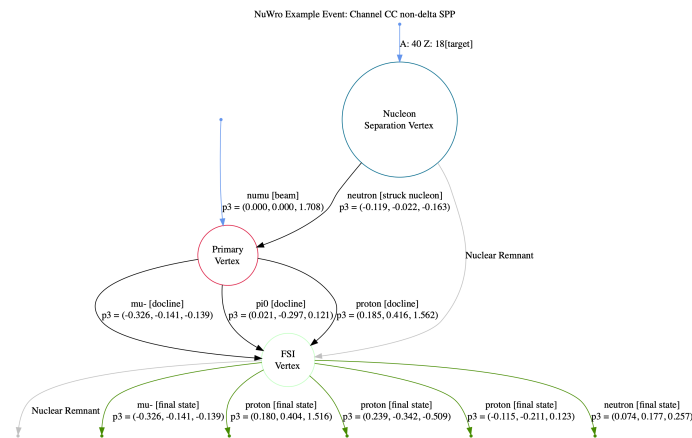 NuWro Example Event: Channel CC non-delta SPP
A: 40 Z: 18[target]
Nucleon
Separation Vertex
numu [beam]
p3 = (0.000, 0.000, 1.708)
neutron [struck nucleon]
p3 = (-0.119, -0.022, -0.163)
Primary
Vertex
Nuclear Remnant
mu- [docline]
p3 = (-0.326, -0.141, -0.139)
pi0 [docline]
p3 = (0.021, -0.297, 0.121)
proton [docline]
p3 = (0.185, 0.416, 1.562)
FSI
Vertex
Nuclear Remnant
mu- [final state]
p3 = (-0.326, -0.141, -0.139)
proton [final state]
p3 = (0.180, 0.404, 1.516)
proton [final state]
p3 = (0.239, -0.342, -0.509)
proton [final state]
p3 = (-0.115, -0.211, 0.123)
neutron [final state]
p3 = (0.074, 0.177, 0.257)